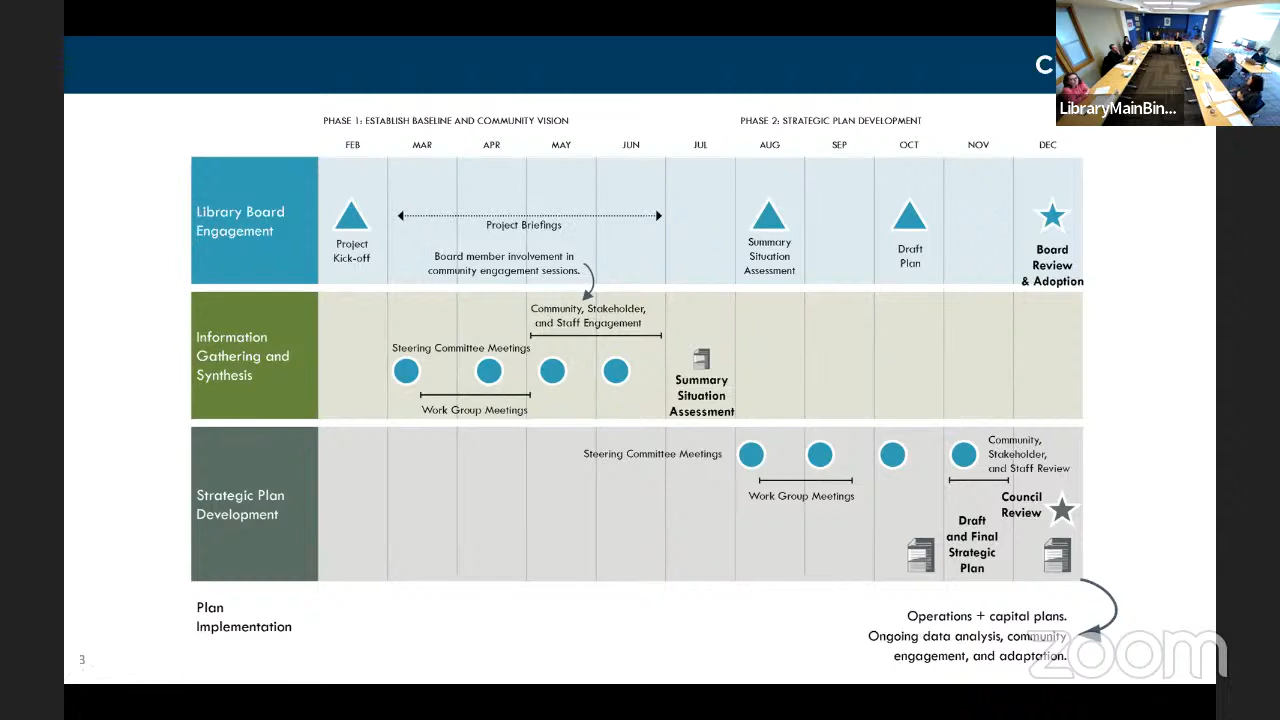 C
LibraryMainBin...
PHASE 1: ESTABLISH BASELINE AND COMMUNITY VISION
PHASE 2: STRATEGIC PLAN DEVELOPMENT
FEB MAR APR MAY JUN JUL AUG SEP OCT NOV DEC
Library Board
Engagement
Project
Kick-off
Project Briefings
Board member involvement in
community engagement sessions.
Summary
Situation
Assessment
Draft
Plan
Board
Review
& Adoption
Information
Gathering and
Synthesis
Community, Stakeholder,
and Staff Engagement
Steering Committee Meetings
Work Group Meetings
Summary
Situation
Assessment
Strategic Plan
Development
Steering Committee Meetings
Work Group Meetings
Community,
Stakeholder,
and Staff Review
Council
Review
Draft
and Final
Strategic
Plan
Plan
Implementation
Operations + capital plans.
Ongoing data analysis, community
engagement, and adaptation.
3
zoom